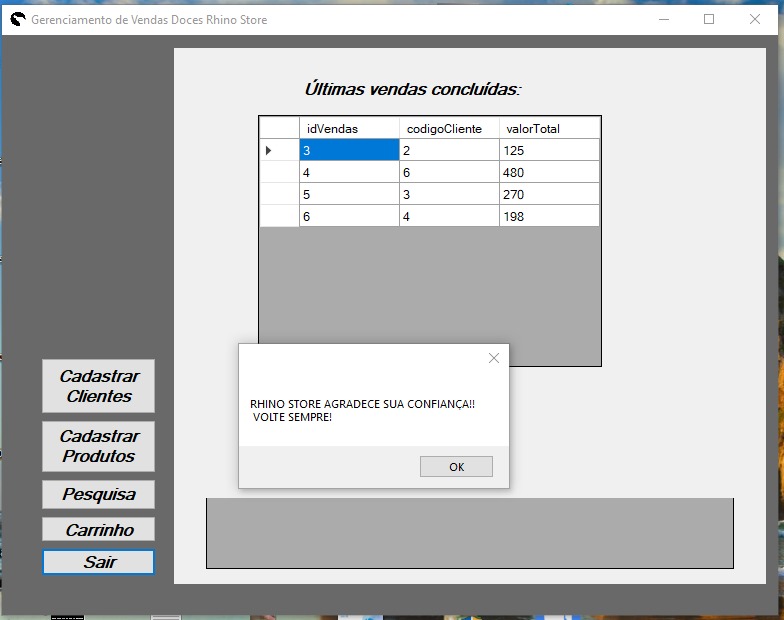 Gerenciamento de Vendas Doces Rhino Store
Últimas vendas concluídas:
idVendas codigoCliente valorTotal
3 2 125
4 6 480
5 3 270
6 4 198
RHINO STORE AGRADECE SUA CONFIANÇA!!
VOLTE SEMPRE!
OK
Cadastrar
Clientes
Cadastrar
Produtos
Pesquisa
Carrinho
Sair